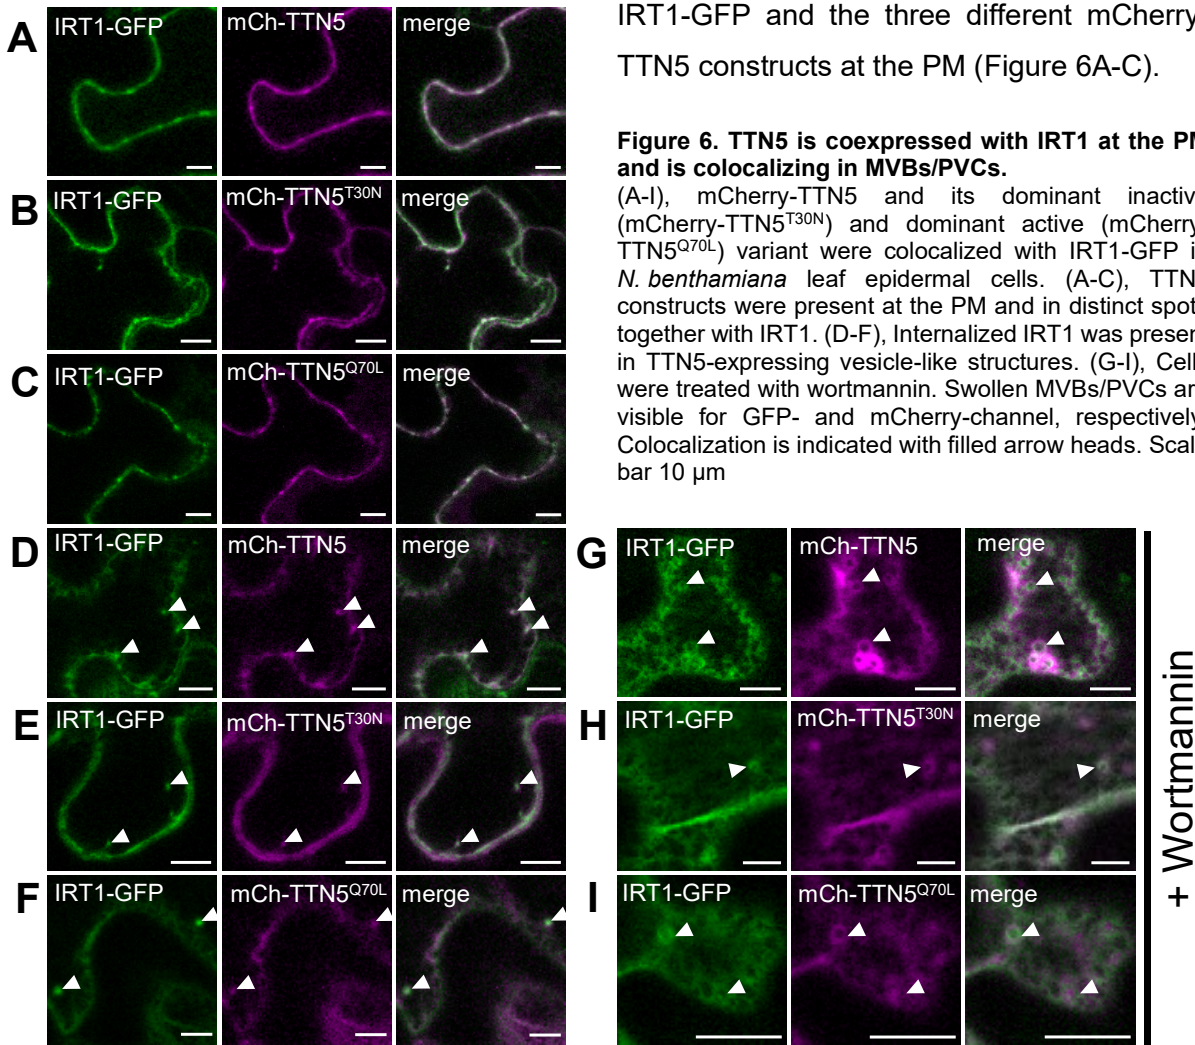 IRT1-GFP and the three different mCherry
TTN5 constructs at the PM (Figure 6A-C).
Figure 6. TTN5 is coexpressed with IRT1 at the PM
and is colocalizing in MVBs/PVCs.
(A-I), mCherry-TTN5 and its dominant inactiv
(mCherry-TTN5T30N) and dominant active (mCherry
TTN5Q70L) variant were colocalized with IRT1-GFP i
N. benthamiana leaf epidermal cells. (A-C), TTN
constructs were present at the PM and in distinct spot
together with IRT1. (D-F), Internalized IRT1 was presen
in TTN5-expressing vesicle-like structures. (G-I), Cell
were treated with wortmannin. Swollen MVBs/PVCs ar
visible for GFP- and mCherry-channel, respectively
Colocalization is indicated with filled arrow heads. Scal
bar 10 µm
A IRT1-GFP mCh-TTN5 merge
B IRT1-GFP mCh-TTN5T30N merge
C IRT1-GFP mCh-TTN5Q70L merge
D IRT1-GFP mCh-TTN5 merge
E IRT1-GFP mCh-TTN5T30N merge
F IRT1-GFP mCh-TTN5Q70L merge
G IRT1-GFP mCh-TTN5 merge
H IRT1-GFP mCh-TTN5T30N merge
I IRT1-GFP mCh-TTN5Q70L merge
+ Wortmannin